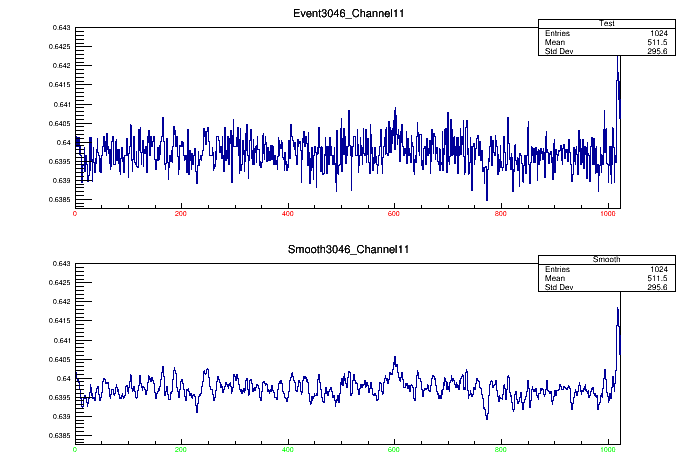 Event3046_Channel11
Test
Entries 1024
Mean 511.5
Std Dev 295.6
0.643
0.6425
0.642
0.6415
0.641
0.6405
0.64
0.6395
0.639
0.6385
0 200 400 600 800 1000
Smooth3046_Channel11
Smooth
Entries 1024
Mean 511.5
Std Dev 295.6
0.643
0.6425
0.642
0.6415
0.641
0.6405
0.64
0.6395
0.639
0.6385
0 200 400 600 800 1000